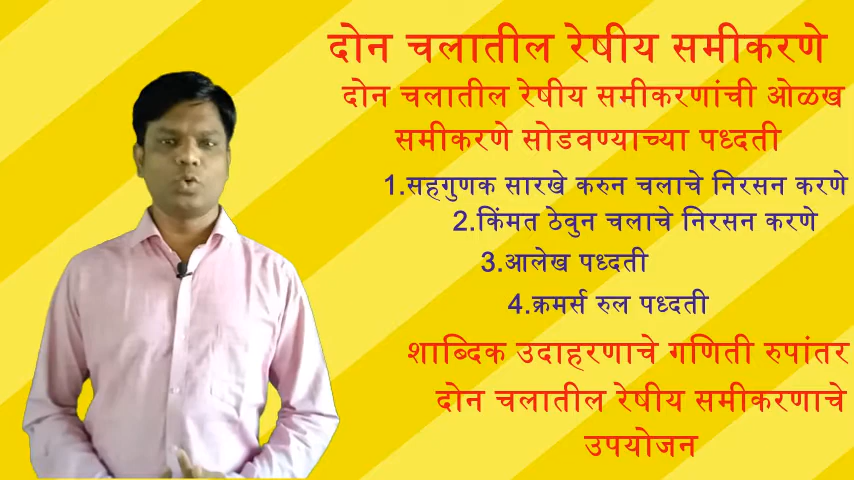 दोन चलातील रेषीय समीकरणे
दोन चलातील रेषीय समीकरणांची ओळख
समीकरणे सोडवण्याच्या पध्दती
1.सहगुणक सारखे करुन चलाचे निरसन करणे
2.किंमत ठेवुन चलाचे निरसन करणे
3.आलेख पध्दती
4.क्रमर्स रुल पध्दती
शाब्दिक उदाहरणाचे गणिती रुपांतर
दोन चलातील रेषीय समीकरणाचे
उपयोजन